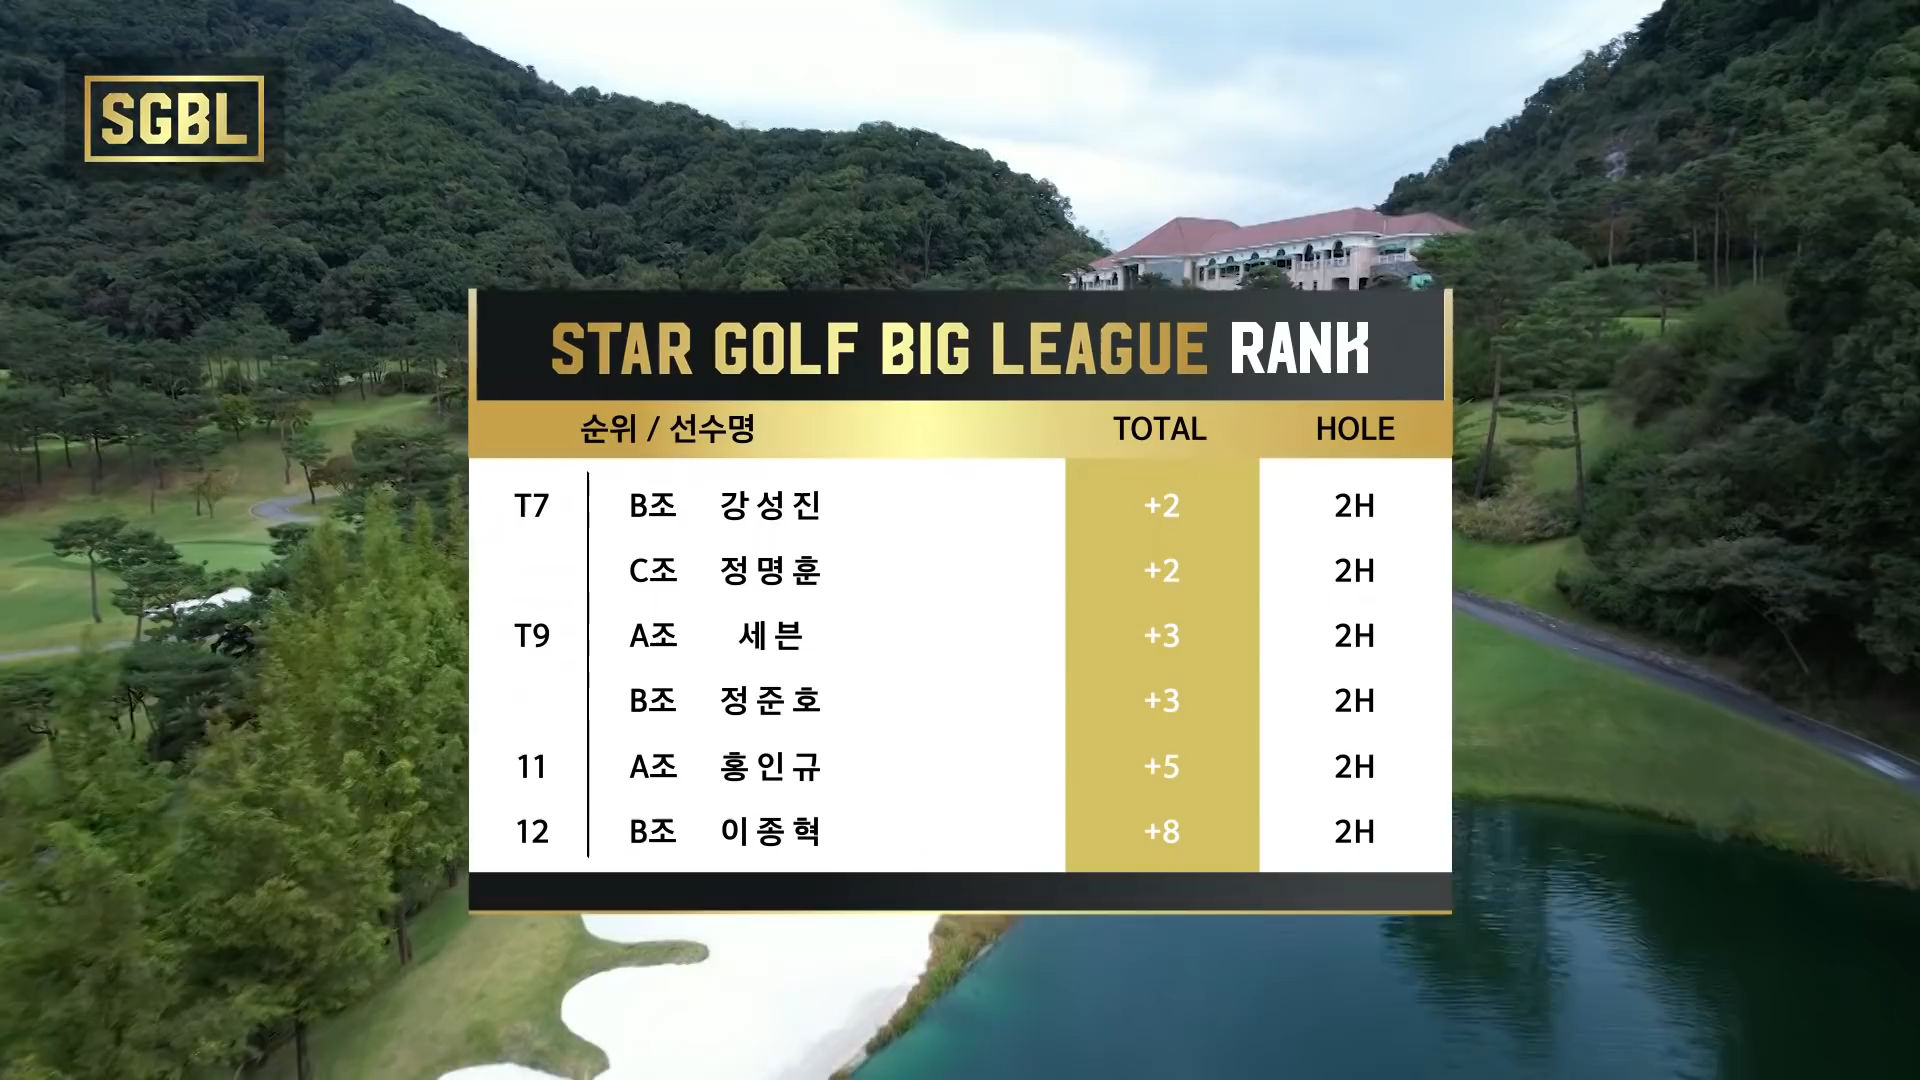 SGBL
STAR GOLF BIG LEAGUE RANK
순위 / 선수명 TOTAL HOLE
T7 B조 강성진 +2 2H
C조 정명훈 +2 2H
T9 A조 세븐 +3 2H
B조 정준호 +3 2H
11 A조 홍인규 +5 2H
12 B조 이종혁 +8 2H